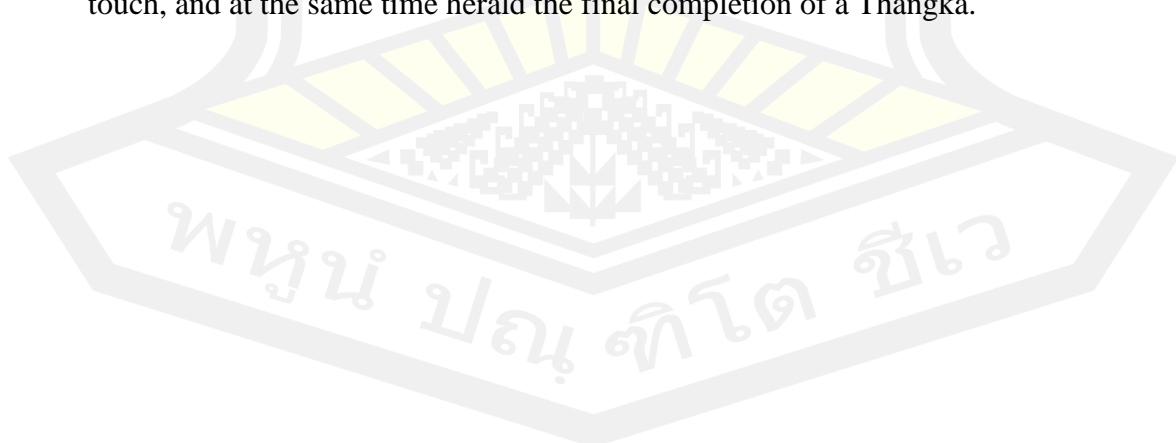 touch, and at the same time herald the final completion of a Thangka.
พหูนํ ปณฺฑิโต ชีเว